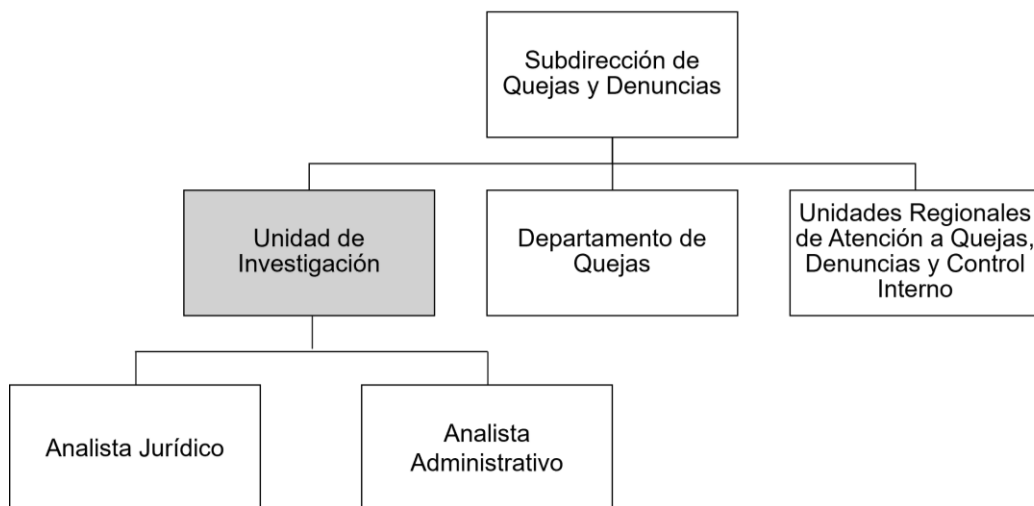 Subdirección de
Quejas y Denuncias
Unidad de
Investigación
Departamento de
Quejas
Unidades Regionales
de Atención a Quejas,
Denuncias y Control
Interno
Analista Jurídico
Analista
Administrativo